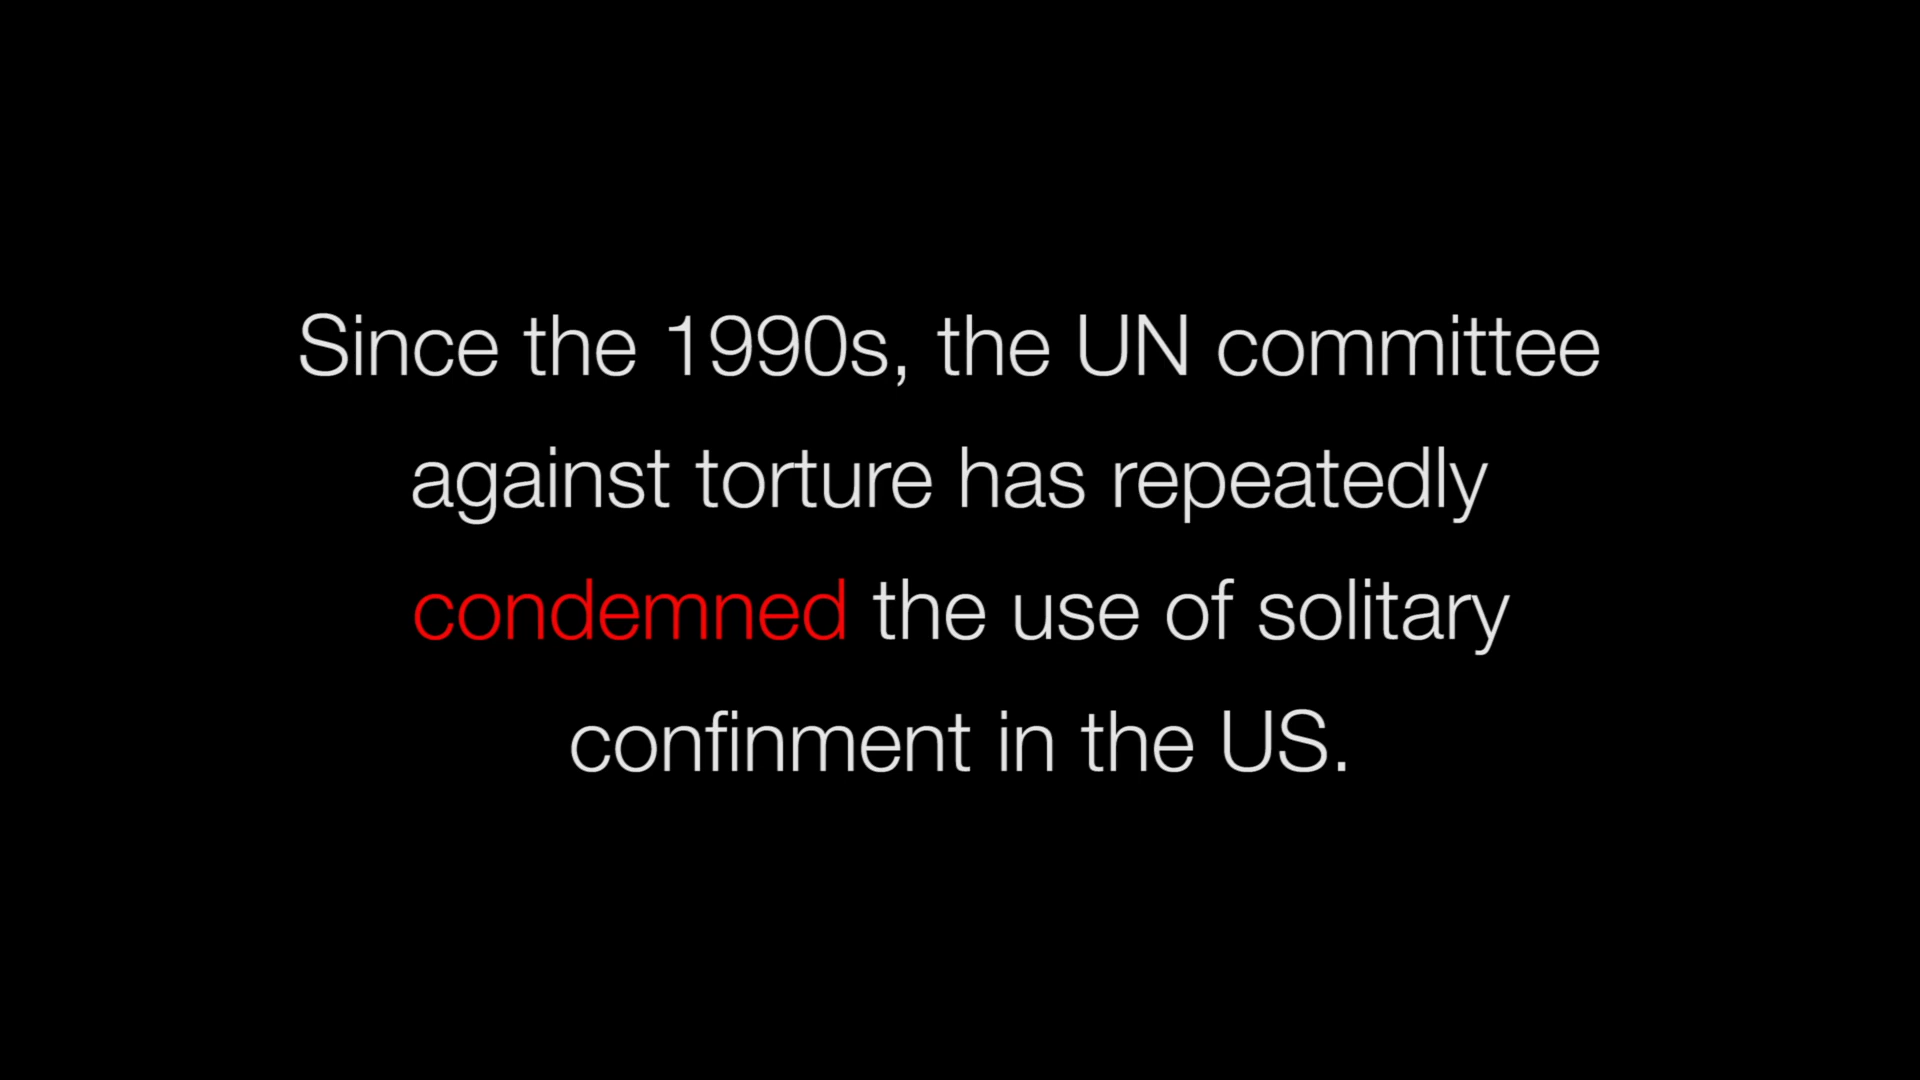 Since the 1990s, the UN committee
against torture has repeatedly
condemned the use of solitary
confinment in the US.